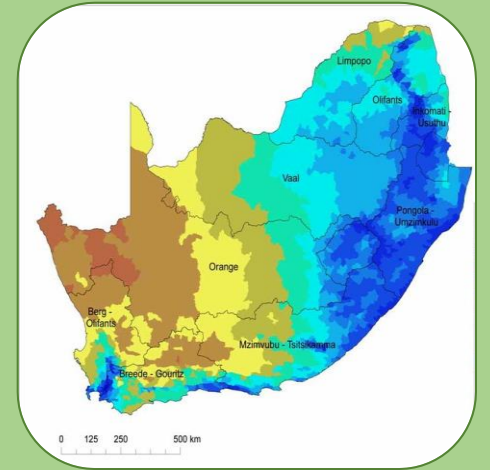 Limpopo
Olifants
Inkomati -
Usuthu
Vaal
Pongola -
Umzimkulu
Orange
Berg -
Olifants
Mzimvubu - Tsitsikamma
Breede - Gouritz
0 125 250 500 km